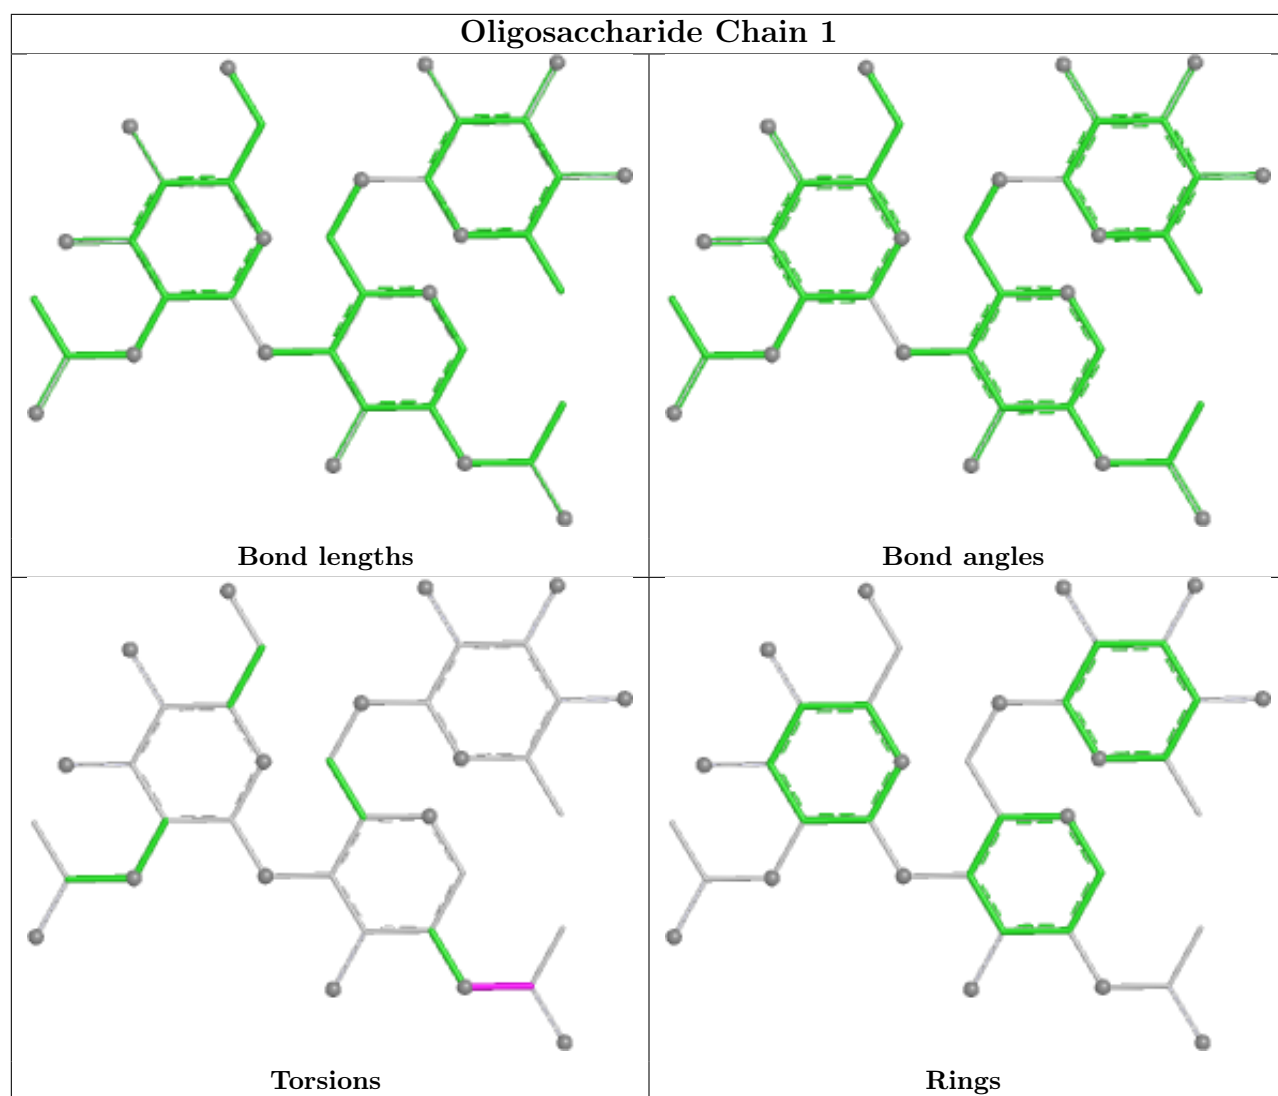 Oligosaccharide Chain 1
Bond lengths
Bond angles
Torsions
Rings